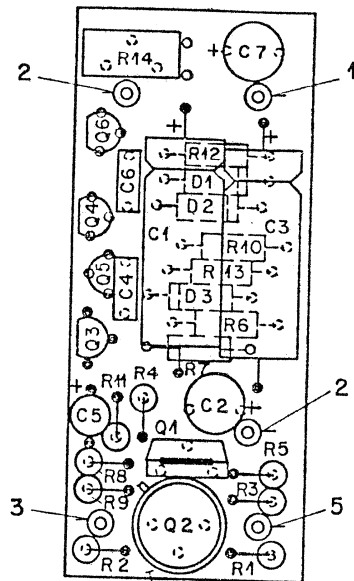 R14
+ C7
2
1
Q6
+
+
C6
R12
D1
D2
Q4
C1
C3
R10
Q5
C4
R13
D3
R6
Q3
R7
+
R11
R4
C5
C2 +
2
Q1
R8
R5
R9
R3
3
Q2
5
R2
R1